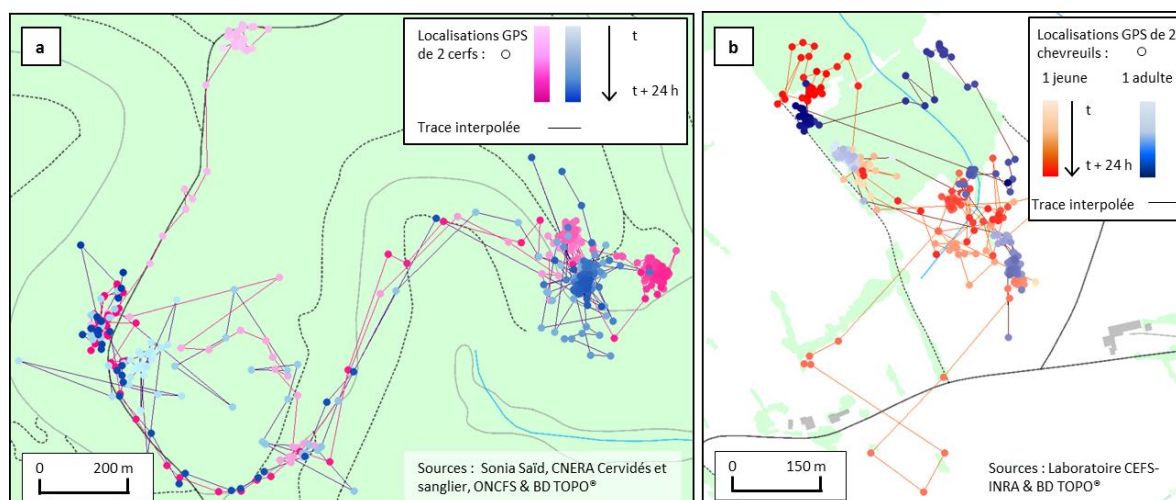 a
Localisations GPS
de 2 cerfs :
t
t + 24 h
Trace interpolée
0 200 m
Sources : Sonia Saïd, CNERA Cervidés et
sanglier, ONCFS & BD TOPO®
b
Localisations GPS de 2
chevreuils :
1 jeune 1 adulte
t
t + 24 h
Trace interpolée
0 150 m
Sources : Laboratoire CEFS-
INRA & BD TOPO®